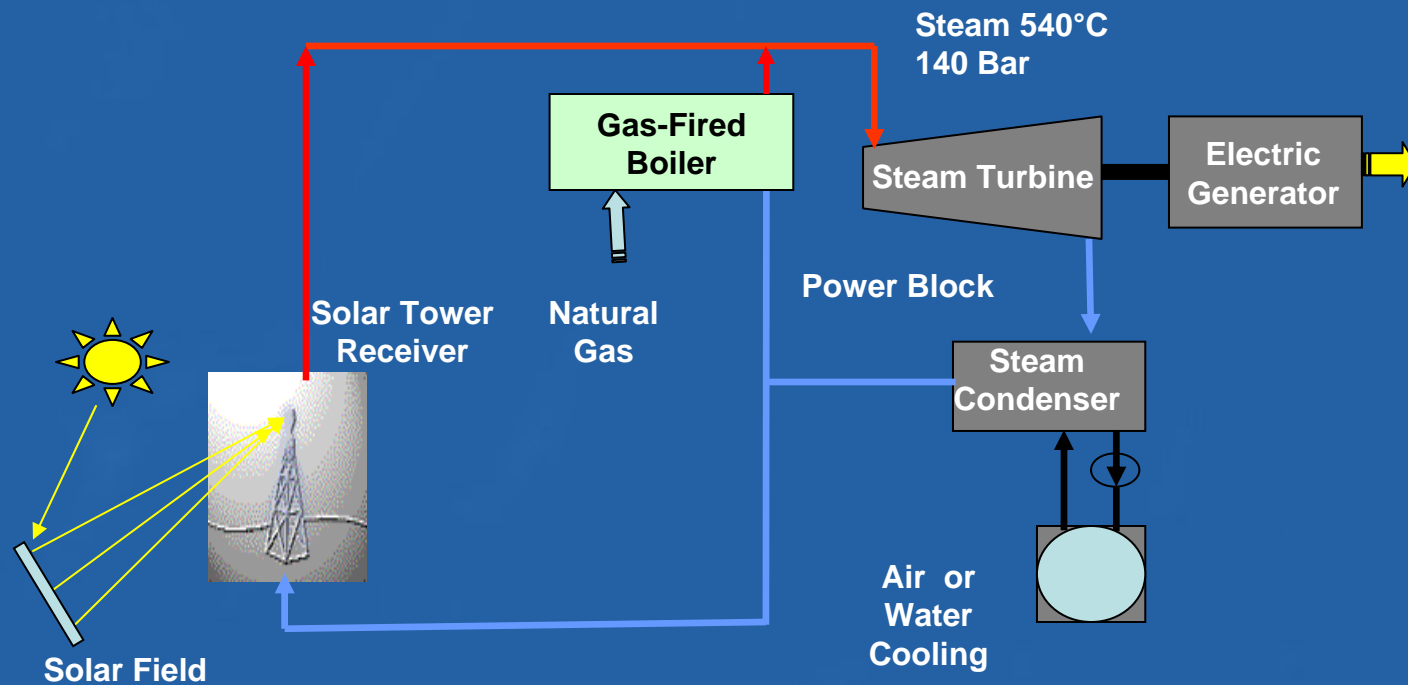 Steam 540°C
140 Bar
Gas-Fired
Boiler
Steam Turbine
Electric
Generator
Power Block
Solar Tower
Receiver
Natural
Gas
Steam
Condenser
Air or
Water
Cooling
Solar Field